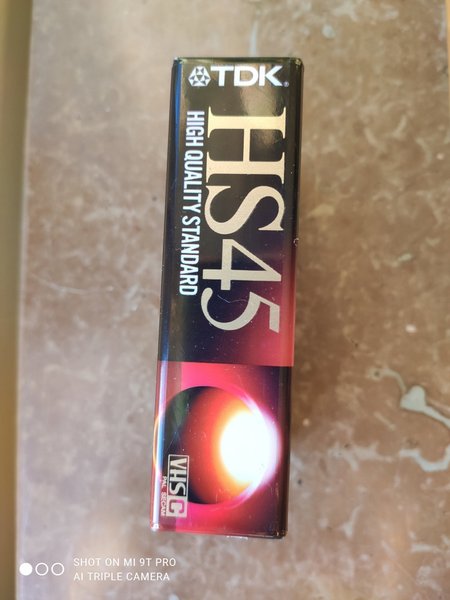 TDK
HS45
HIGH QUALITY STANDARD
VHS C
PAL SECAM
SHOT ON MI 9T PRO
AI TRIPLE CAMERA